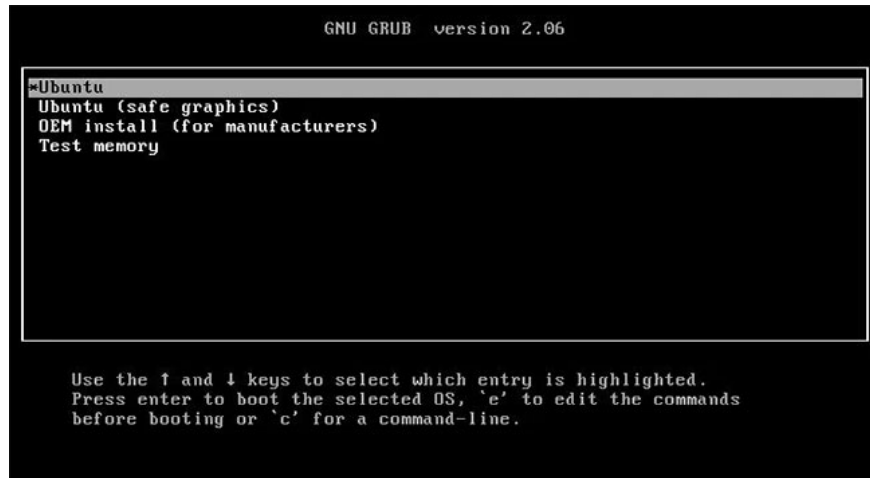 GNU GRUB version 2.06
*Ubuntu
Ubuntu (safe graphics)
OEM install (for manufacturers)
Test memory
Use the ↑ and ↓ keys to select which entry is highlighted.
Press enter to boot the selected OS, `e' to edit the commands
before booting or `c' for a command-line.